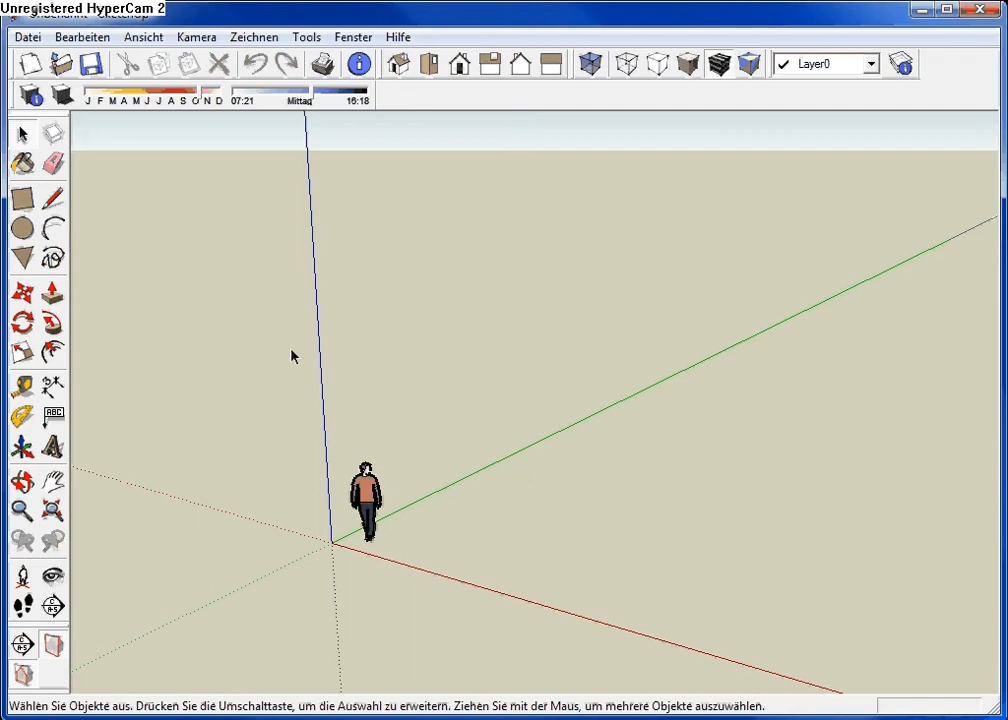 Unregistered HyperCam 2
Datei Bearbeiten Ansicht Kamera Zeichnen Tools Fenster Hilfe
Layer0
J F M A M J J A S O N D 07:21 Mittag 16:18
ABC
Wählen Sie Objekte aus. Drücken Sie die Umschalttaste, um die Auswahl zu erweitern. Ziehen Sie mit der Maus, um mehrere Objekte auszuwählen.